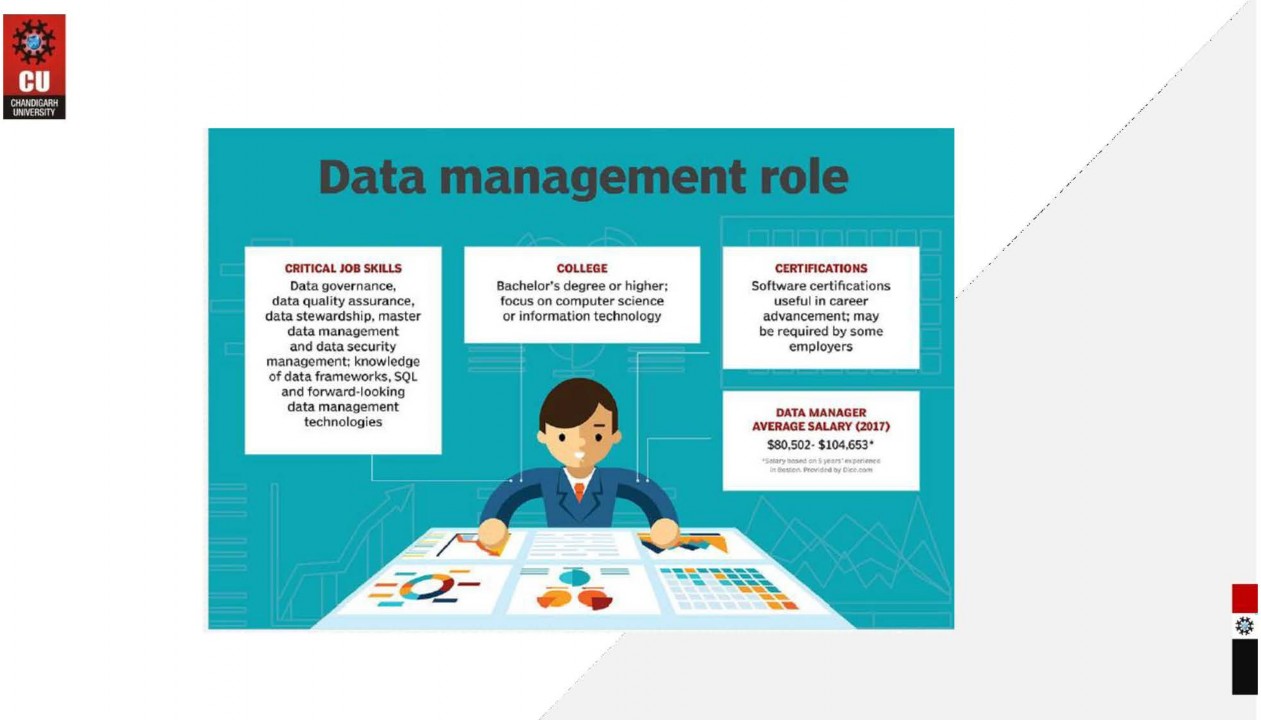 CU
CHANDIGARH
UNIVERSITY
Data management role
CRITICAL JOB SKILLS
Data governance,
data quality assurance,
data stewardship, master
data management
and data security
management; knowledge
of data frameworks, SQL
and forward-looking
data management
technologies
COLLEGE
Bachelor's degree or higher;
focus on computer science
or information technology
CERTIFICATIONS
Software certifications
useful in career
advancement; may
be required by some
employers
DATA MANAGER
AVERAGE SALARY (2017)
$80,502- $104,653*
*Salary based on 5 years' experience
in Boston. Provided by Dice.com